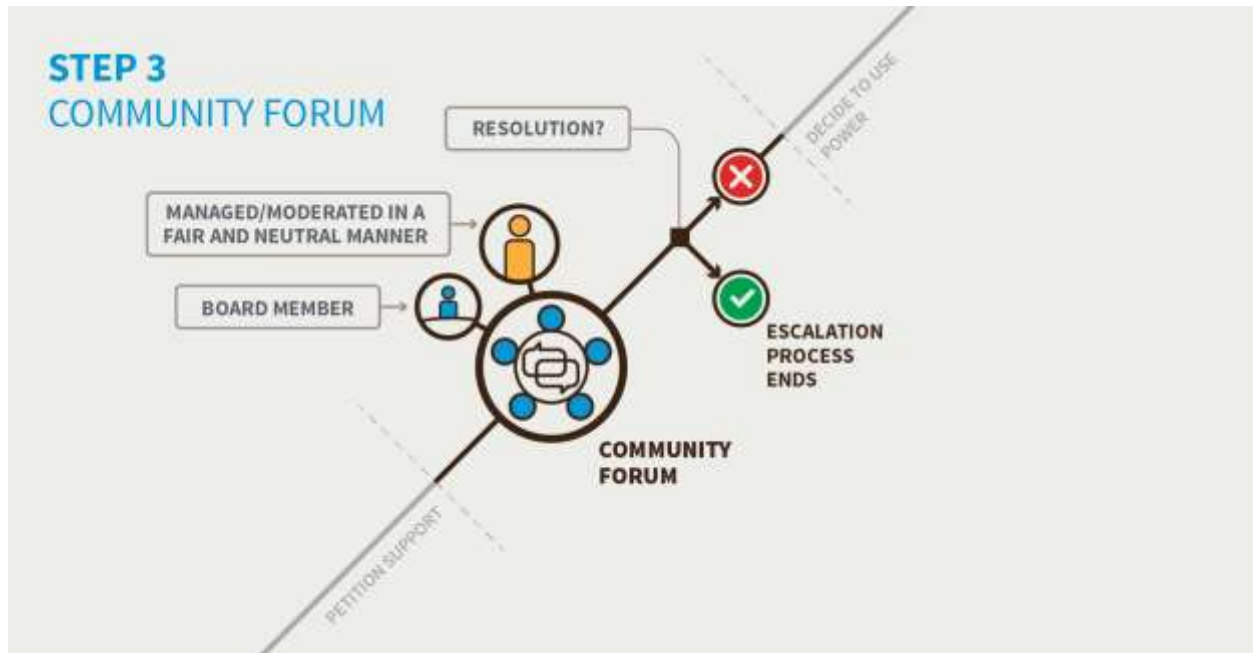 STEP 3
COMMUNITY FORUM
RESOLUTION?
DECIDE TO USE
POWER
MANAGED/MODERATED IN A
FAIR AND NEUTRAL MANNER
BOARD MEMBER
ESCALATION
PROCESS
ENDS
COMMUNITY
FORUM
PETITION SUPPORT